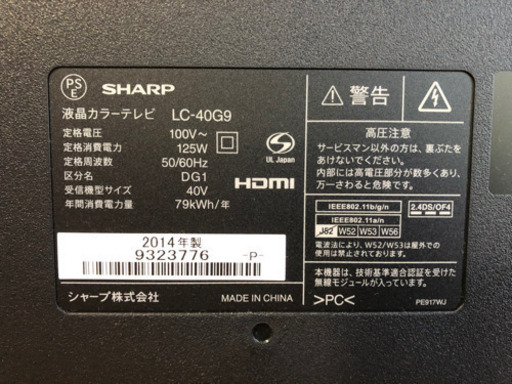 PS
E
SHARP
液晶カラーテレビ LC-40G9
定格電圧 100V～
定格消費電力 125W
定格周波数 50/60Hz
区分名 DG1
受信機型サイズ 40V
年間消費電力量 79kWh/年
UL Japan
HDMI
2014年製
9323776 -P-
シャープ株式会社 MADE IN CHINA
警告
高圧注意
サービスマン以外の方は、裏ぶたを
あけないでください。
内部には高電圧部分が数多くあり、
万一さわると危険です。
IEEE802.11b/g/n 2.4DS/OF4
IEEE802.11a/n
J52 W52 W53 W56
電波法により、W52/W53は屋外での
使用は禁じられています。
本機器は、技術基準適合認証を受けた
無線モジュールが入っています。
>PC< PE917WJ